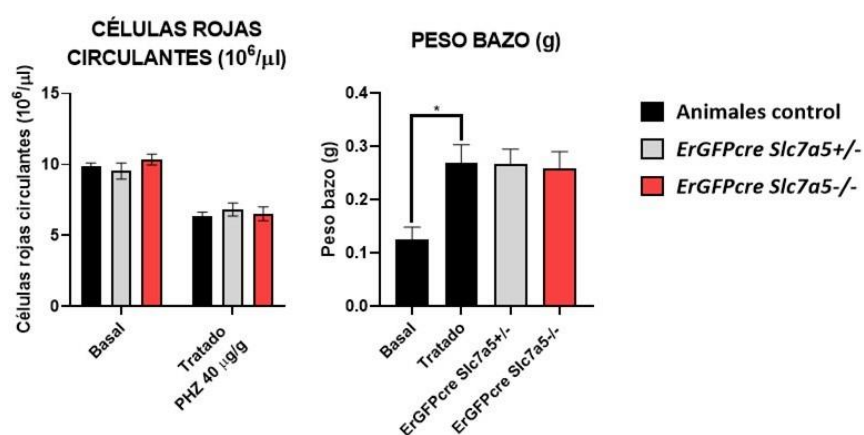 CÉLULAS ROJAS
CIRCULANTES (10⁶/µl)
Células rojas circulantes (10⁶/µl)
15
10
5
0
Basal
Tratado
PHZ 40 µg/g
PESO BAZO (g)
Peso bazo (g)
0.4
0.3
0.2
0.1
0.0
*
Basal
Tratado
ErGFPcre Slc7a5+/-
ErGFPcre Slc7a5-/-
Animales control
ErGFPcre Slc7a5+/-
ErGFPcre Slc7a5-/-